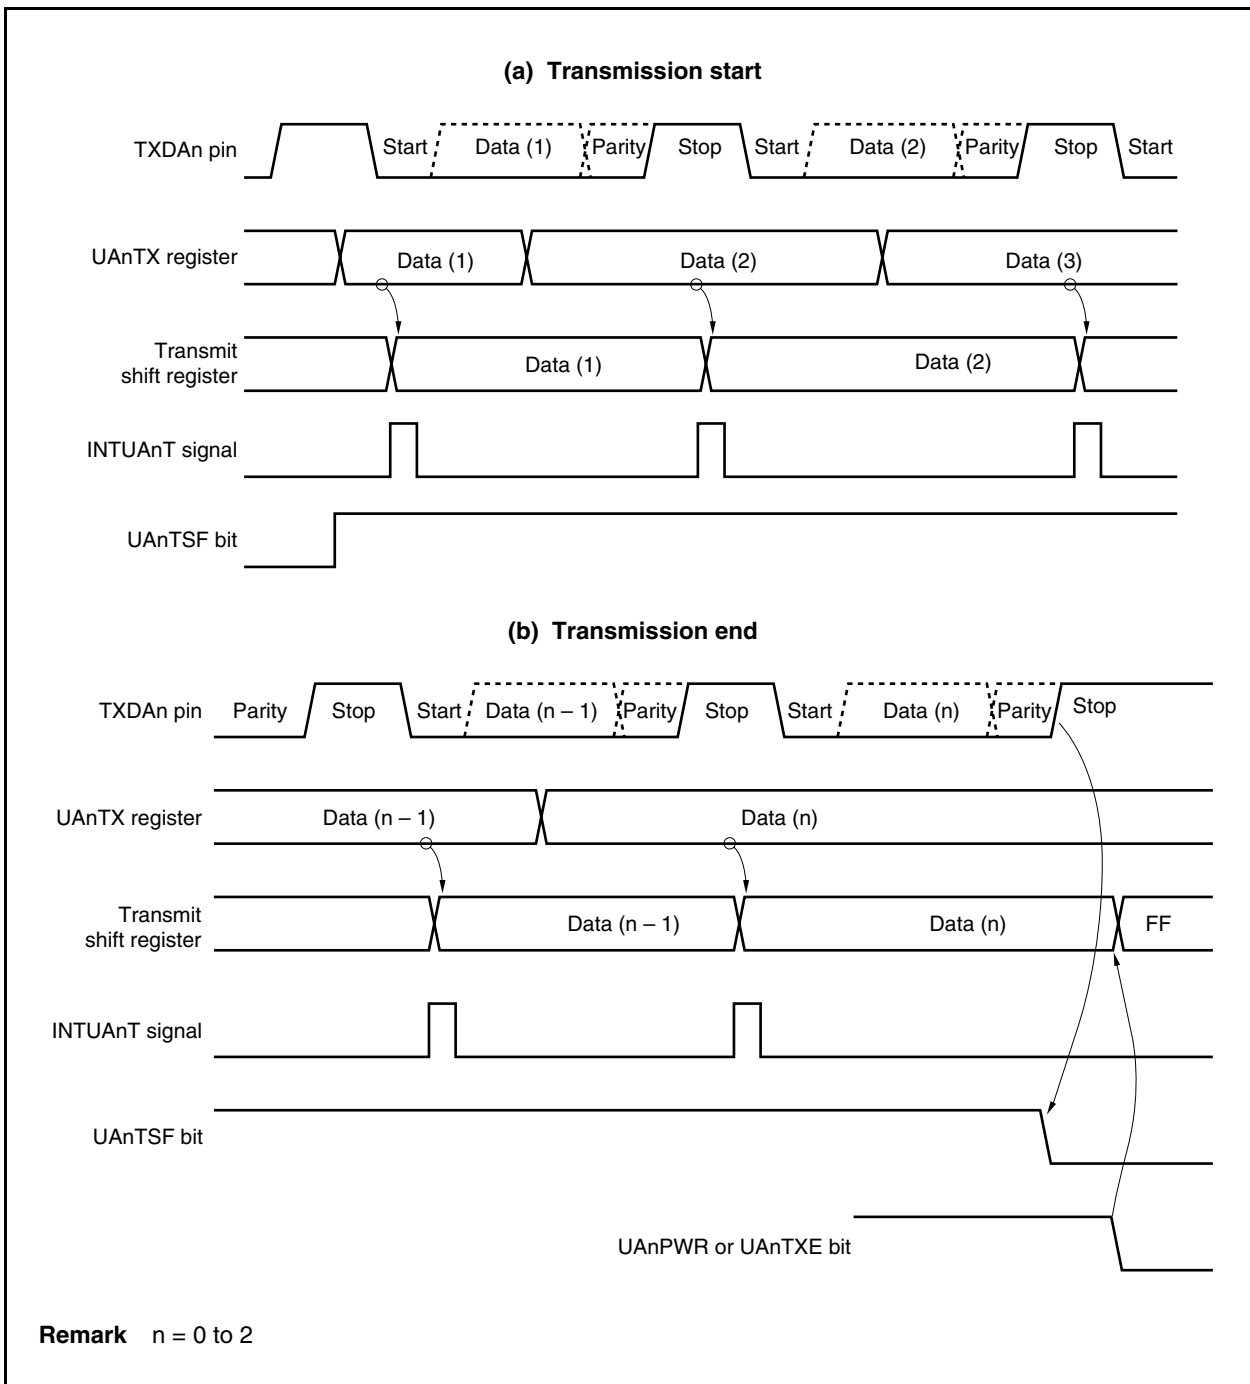 (a) Transmission start
TXDAn pin
Start
Data (1)
Parity
Stop
Start
Data (2)
Parity
Stop
Start
UAnTX register
Data (1)
Data (2)
Data (3)
Transmit
shift register
Data (1)
Data (2)
INTUAnT signal
UAnTSF bit
(b) Transmission end
TXDAn pin
Parity
Stop
Start
Data (n – 1)
Parity
Stop
Start
Data (n)
Parity
Stop
UAnTX register
Data (n – 1)
Data (n)
Transmit
shift register
Data (n – 1)
Data (n)
FF
INTUAnT signal
UAnTSF bit
UAnPWR or UAnTXE bit
Remark n = 0 to 2